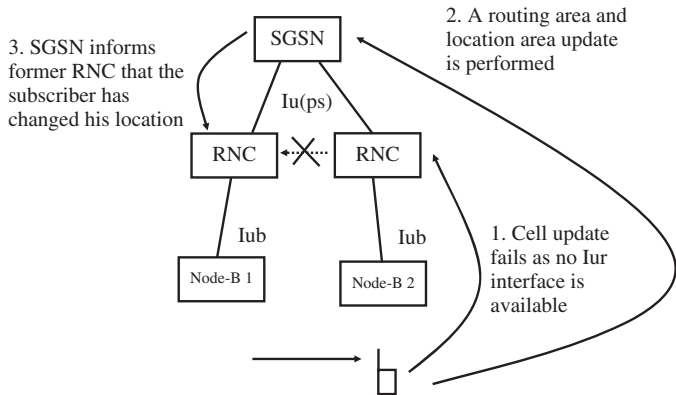 2. A routing area and
location area update
is performed
SGSN
3. SGSN informs
former RNC that the
subscriber has
changed his location
Iu(ps)
RNC
RNC
1. Cell update
fails as no Iur
interface is
available
Iub
Iub
Node-B 1
Node-B 2